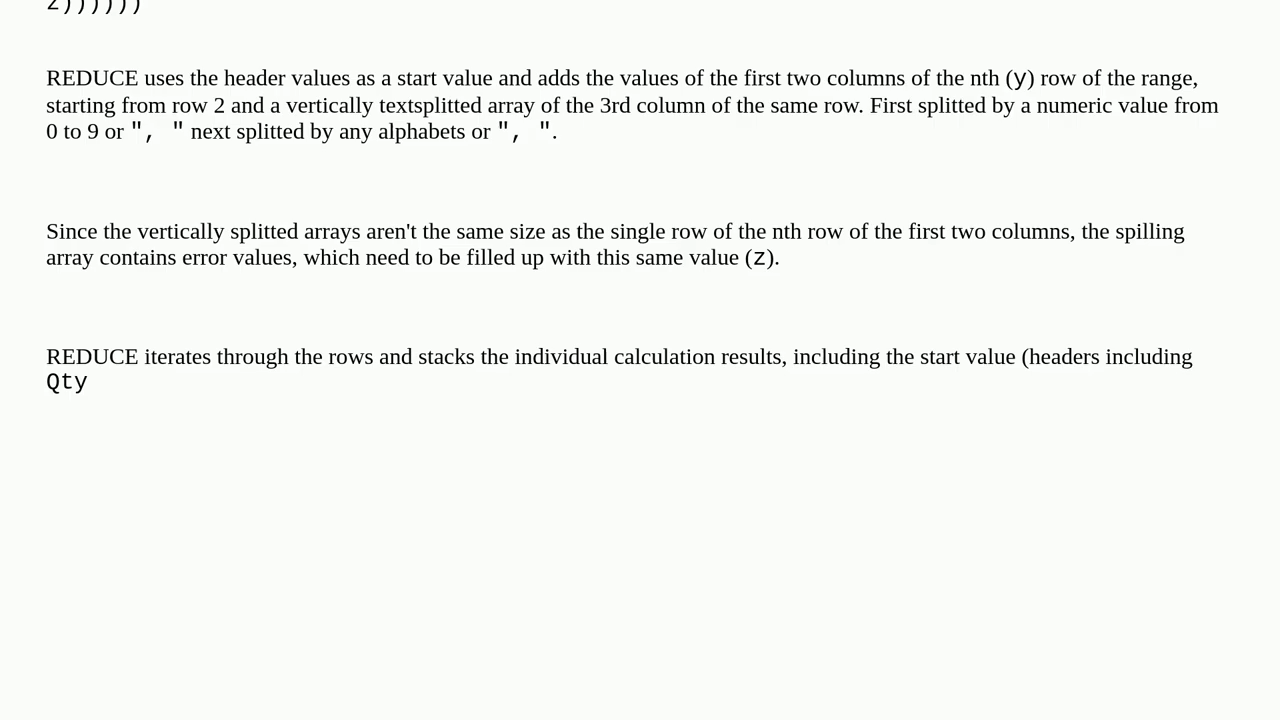 z))))))
REDUCE uses the header values as a start value and adds the values of the first two columns of the nth (y) row of the range,
starting from row 2 and a vertically textsplitted array of the 3rd column of the same row. First splitted by a numeric value from
0 to 9 or ", " next splitted by any alphabets or ", ".
Since the vertically splitted arrays aren't the same size as the single row of the nth row of the first two columns, the spilling
array contains error values, which need to be filled up with this same value (z).
REDUCE iterates through the rows and stacks the individual calculation results, including the start value (headers including
Qty